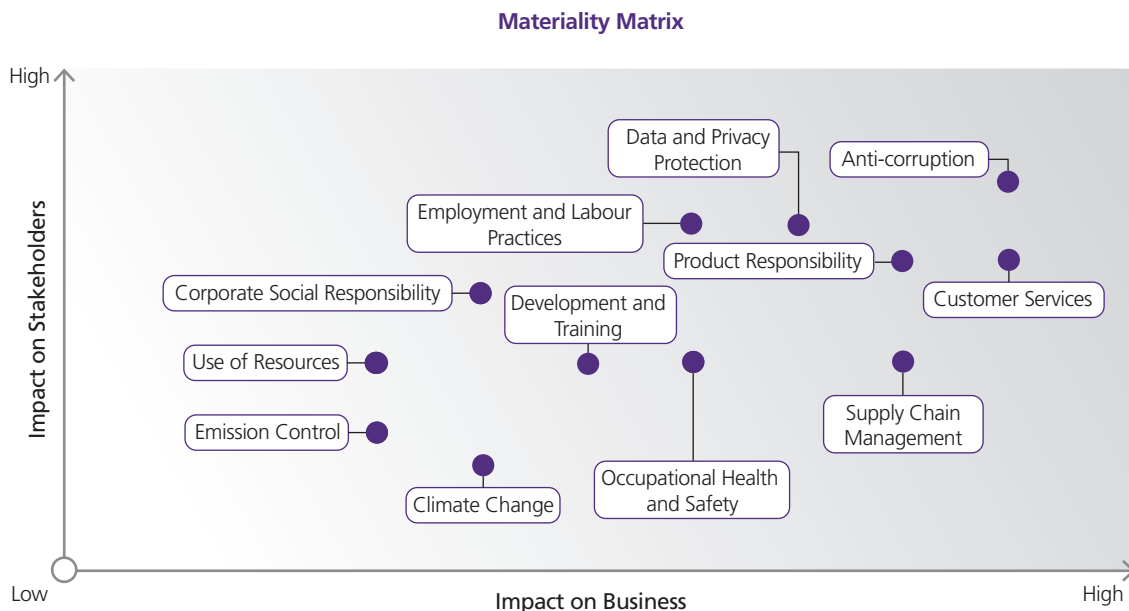 Materiality Matrix
High
Data and Privacy
Protection
Anti-corruption
Employment and Labour
Practices
Product Responsibility
Corporate Social Responsibility
Development and
Training
Customer Services
Use of Resources
Supply Chain
Management
Emission Control
Occupational Health
and Safety
Climate Change
Impact on Stakeholders
Low
Impact on Business
High